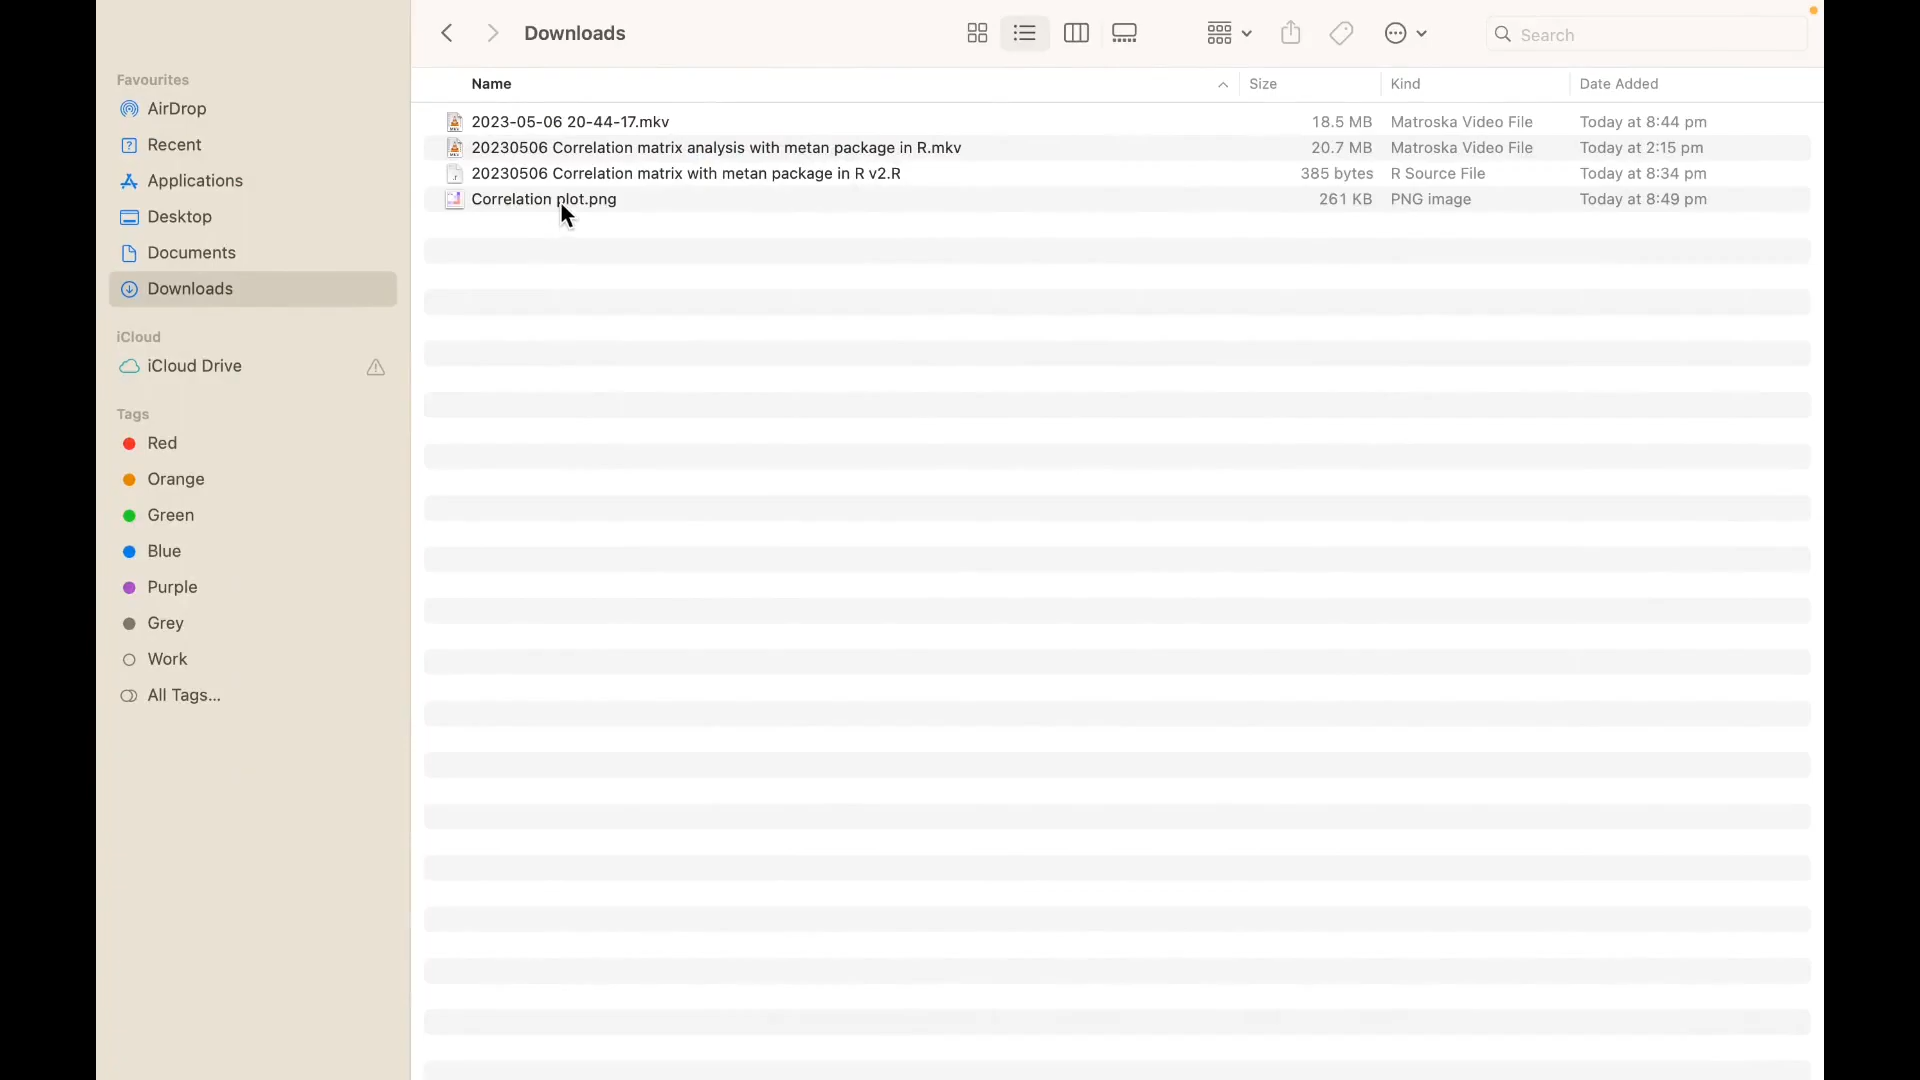 Downloads
Search
Favourites
AirDrop
Recent
Applications
Desktop
Documents
Downloads
iCloud
iCloud Drive
Tags
Red
Orange
Green
Blue
Purple
Grey
Work
All Tags...
Name Size Kind Date Added
2023-05-06 20-44-17.mkv 18.5 MB Matroska Video File Today at 8:44 pm
20230506 Correlation matrix analysis with metan package in R.mkv 20.7 MB Matroska Video File Today at 2:15 pm
20230506 Correlation matrix with metan package in R v2.R 385 bytes R Source File Today at 8:34 pm
Correlation plot.png 261 KB PNG image Today at 8:49 pm